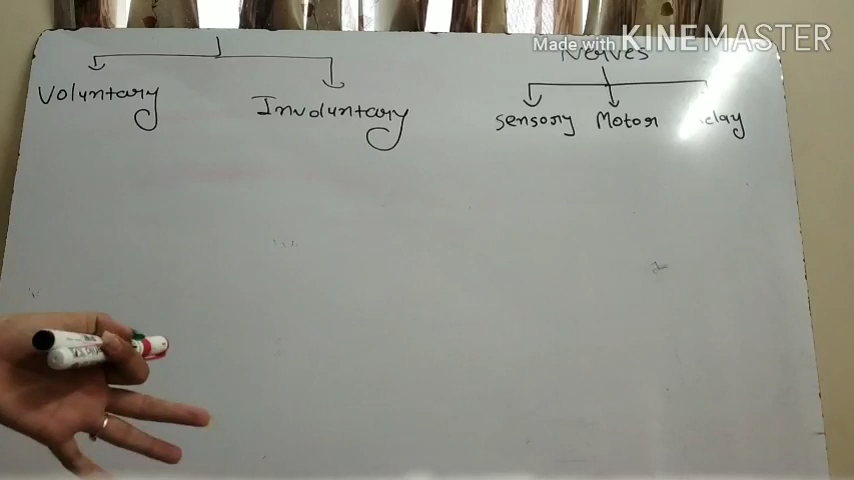 Made with KINEMASTER
Nerves
Voluntary
Involuntary
Sensory Motor